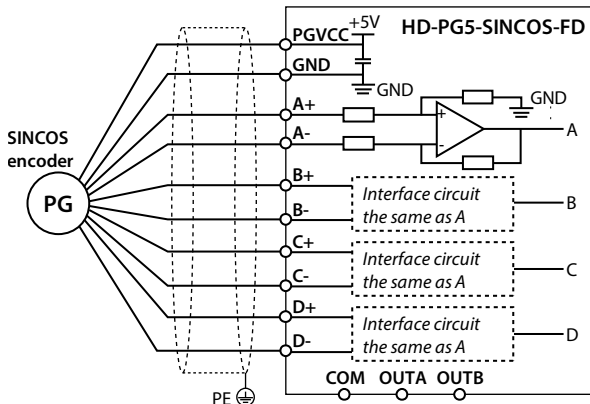 HD-PG5-SINCOS-FD
PGVCC
+5V
GND
GND
A+
GND
A
A-
SINCOS
encoder
PG
B+
Interface circuit
the same as A
B
B-
C+
Interface circuit
the same as A
C
C-
D+
Interface circuit
the same as A
D
D-
COM OUTA OUTB
PE
+
-